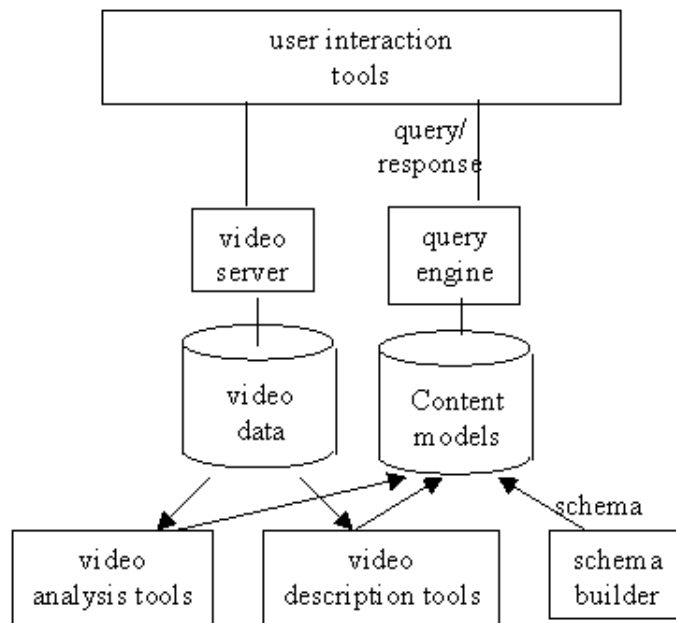 user interaction
tools
query/
response
video
server
query
engine
video
data
Content
models
schema
video
analysis tools
video
description tools
schema
builder